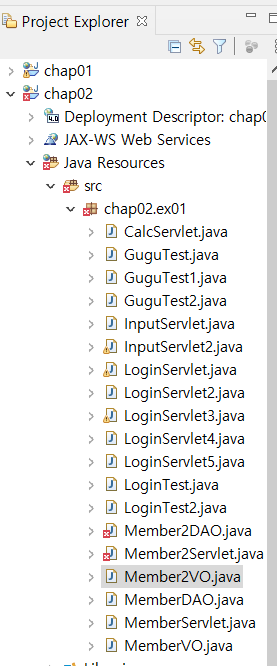 Project Explorer
chap01
chap02
Deployment Descriptor: chap0
JAX-WS Web Services
Java Resources
src
chap02.ex01
CalcServlet.java
GuguTest.java
GuguTest1.java
GuguTest2.java
InputServlet.java
InputServlet2.java
LoginServlet.java
LoginServlet2.java
LoginServlet3.java
LoginServlet4.java
LoginServlet5.java
LoginTest.java
LoginTest2.java
Member2DAO.java
Member2Servlet.java
Member2VO.java
MemberDAO.java
MemberServlet.java
MemberVO.java